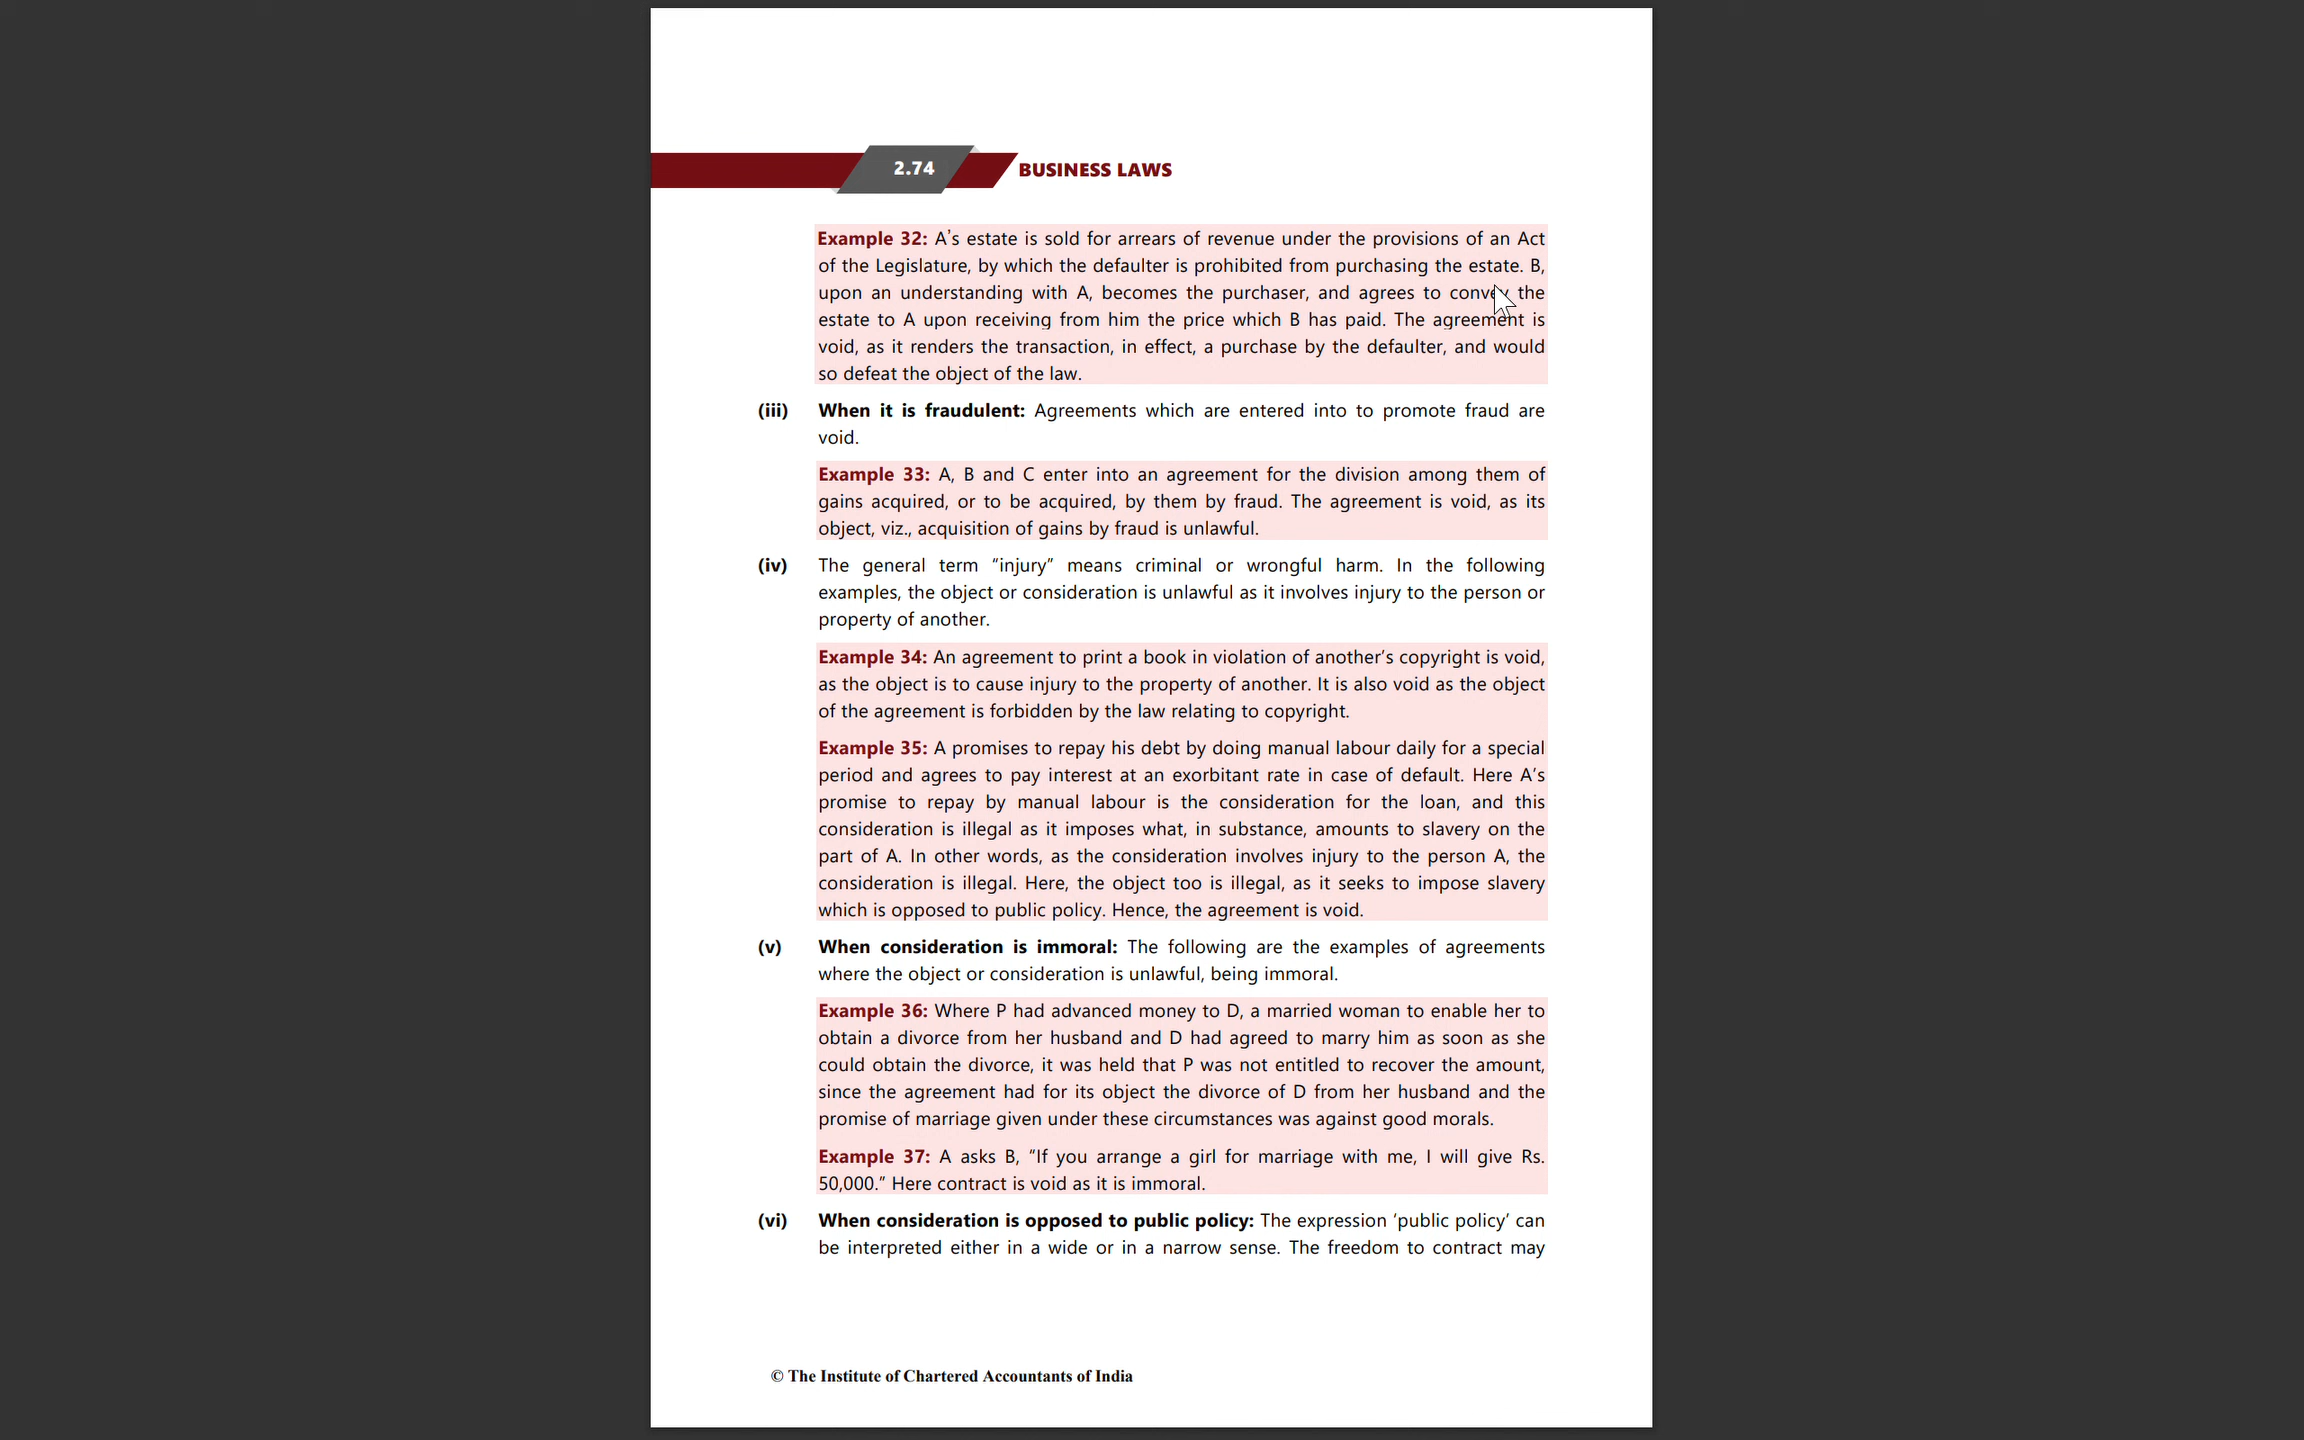 2.74 BUSINESS LAWS
Example 32: A’s estate is sold for arrears of revenue under the provisions of an Act
of the Legislature, by which the defaulter is prohibited from purchasing the estate. B,
upon an understanding with A, becomes the purchaser, and agrees to convey the
estate to A upon receiving from him the price which B has paid. The agreement is
void, as it renders the transaction, in effect, a purchase by the defaulter, and would
so defeat the object of the law.
(iii) When it is fraudulent: Agreements which are entered into to promote fraud are
void.
Example 33: A, B and C enter into an agreement for the division among them of
gains acquired, or to be acquired, by them by fraud. The agreement is void, as its
object, viz., acquisition of gains by fraud is unlawful.
(iv) The general term “injury” means criminal or wrongful harm. In the following
examples, the object or consideration is unlawful as it involves injury to the person or
property of another.
Example 34: An agreement to print a book in violation of another’s copyright is void,
as the object is to cause injury to the property of another. It is also void as the object
of the agreement is forbidden by the law relating to copyright.
Example 35: A promises to repay his debt by doing manual labour daily for a special
period and agrees to pay interest at an exorbitant rate in case of default. Here A’s
promise to repay by manual labour is the consideration for the loan, and this
consideration is illegal as it imposes what, in substance, amounts to slavery on the
part of A. In other words, as the consideration involves injury to the person A, the
consideration is illegal. Here, the object too is illegal, as it seeks to impose slavery
which is opposed to public policy. Hence, the agreement is void.
(v) When consideration is immoral: The following are the examples of agreements
where the object or consideration is unlawful, being immoral.
Example 36: Where P had advanced money to D, a married woman to enable her to
obtain a divorce from her husband and D had agreed to marry him as soon as she
could obtain the divorce, it was held that P was not entitled to recover the amount,
since the agreement had for its object the divorce of D from her husband and the
promise of marriage given under these circumstances was against good morals.
Example 37: A asks B, “If you arrange a girl for marriage with me, I will give Rs.
50,000.” Here contract is void as it is immoral.
(vi) When consideration is opposed to public policy: The expression ‘public policy’ can
be interpreted either in a wide or in a narrow sense. The freedom to contract may
© The Institute of Chartered Accountants of India